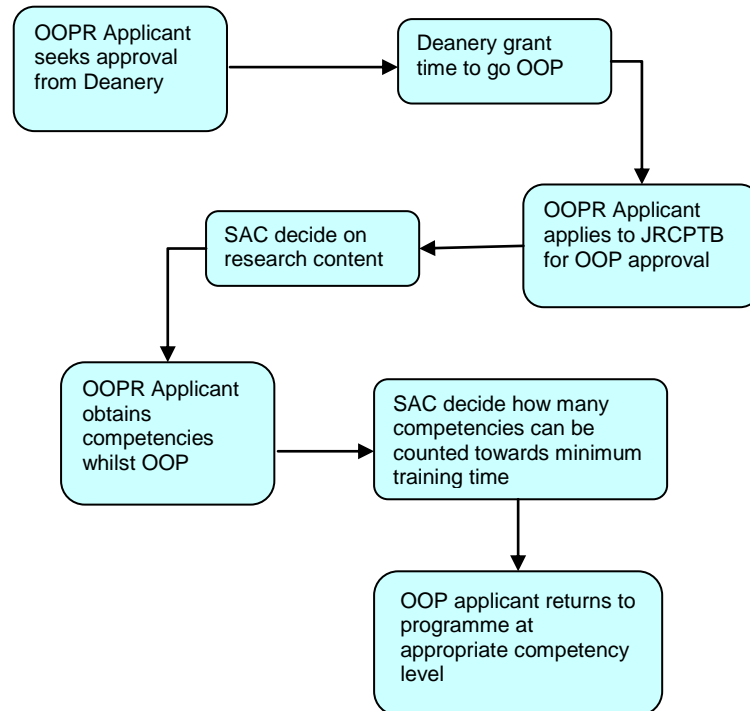 OOPR Applicant
seeks approval
from Deanery
Deanery grant
time to go OOP
OOPR Applicant
applies to JRCPTB
for OOP approval
SAC decide on
research content
OOPR Applicant
obtains
competencies
whilst OOP
SAC decide how many
competencies can be
counted towards minimum
training time
OOP applicant returns to
programme at
appropriate competency
level